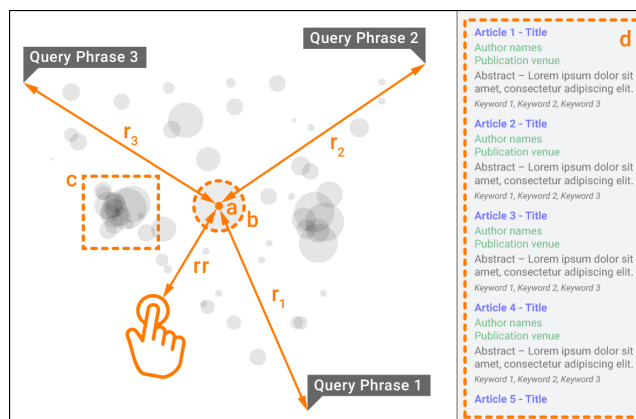 Query Phrase 3
Query Phrase 2
r3
r2
c
a
b
rr
r1
Query Phrase 1
d
Article 1 - Title
Author names
Publication venue
Abstract – Lorem ipsum dolor sit
amet, consectetur adipiscing elit.
Keyword 1, Keyword 2, Keyword 3
Article 2 - Title
Author names
Publication venue
Abstract – Lorem ipsum dolor sit
amet, consectetur adipiscing elit.
Keyword 1, Keyword 2, Keyword 3
Article 3 - Title
Author names
Publication venue
Abstract – Lorem ipsum dolor sit
amet, consectetur adipiscing elit.
Keyword 1, Keyword 2, Keyword 3
Article 4 - Title
Author names
Publication venue
Abstract – Lorem ipsum dolor sit
amet, consectetur adipiscing elit.
Keyword 1, Keyword 2, Keyword 3
Article 5 - Title